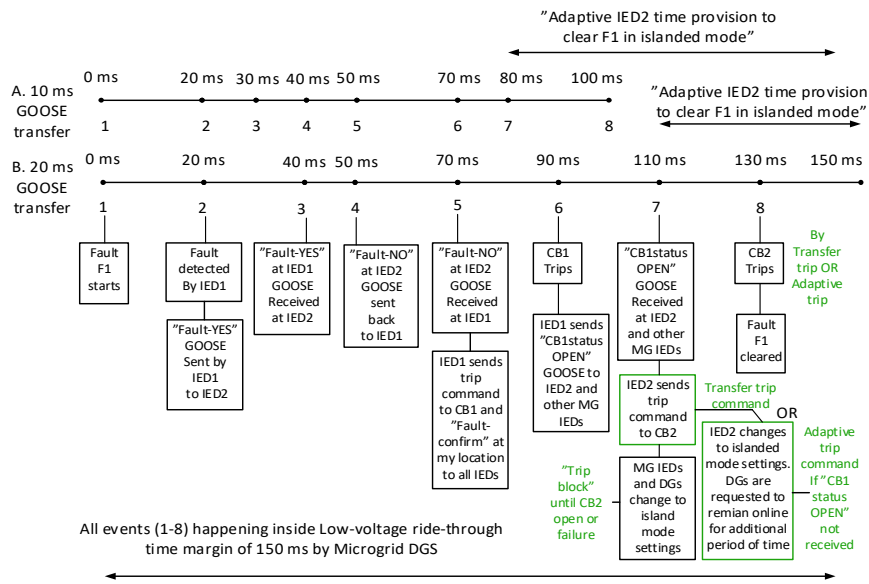 "Adaptive IED2 time provision to
clear F1 in islanded mode"
0 ms 20 ms 30 ms 40 ms 50 ms 70 ms 80 ms 100 ms
A. 10 ms
GOOSE
transfer
1 2 3 4 5 6 7 8
"Adaptive IED2 time provision
to clear F1 in islanded mode"
0 ms 20 ms 40 ms 50 ms 70 ms 90 ms 110 ms 130 ms 150 ms
B. 20 ms
GOOSE
transfer
1 2 3 4 5 6 7 8
Fault
F1
starts
Fault
detected
By IED1
"Fault-YES"
GOOSE
Sent by
IED1
to IED2
"Fault-YES"
at IED1
GOOSE
Received
at IED2
"Fault-NO"
at IED2
GOOSE
sent
back
to IED1
"Fault-NO"
at IED2
GOOSE
Received
at IED1
IED1 sends
trip
command
to CB1 and
"Fault-
confirm" at
my location
to all IEDs
CB1
Trips
IED1 sends
"CB1status
OPEN"
GOOSE to
IED2 and
other MG
IEDs
"CB1status
OPEN"
GOOSE
Received
at IED2
and other
MG IEDs
IED2 sends
trip
command
to CB2
MG IEDs
and DGs
change to
island
mode
settings
"Trip
block"
until CB2
open or
failure
CB2
Trips
Fault
F1
cleared
By
Transfer
trip OR
Adaptive
trip
Transfer trip
command
OR
IED2 changes
to islanded
mode settings.
DGs are
requested to
remian online
for additional
period of time
Adaptive
trip
command
If "CB1
status
OPEN"
not
received
All events (1-8) happening inside Low-voltage ride-through
time margin of 150 ms by Microgrid DGS